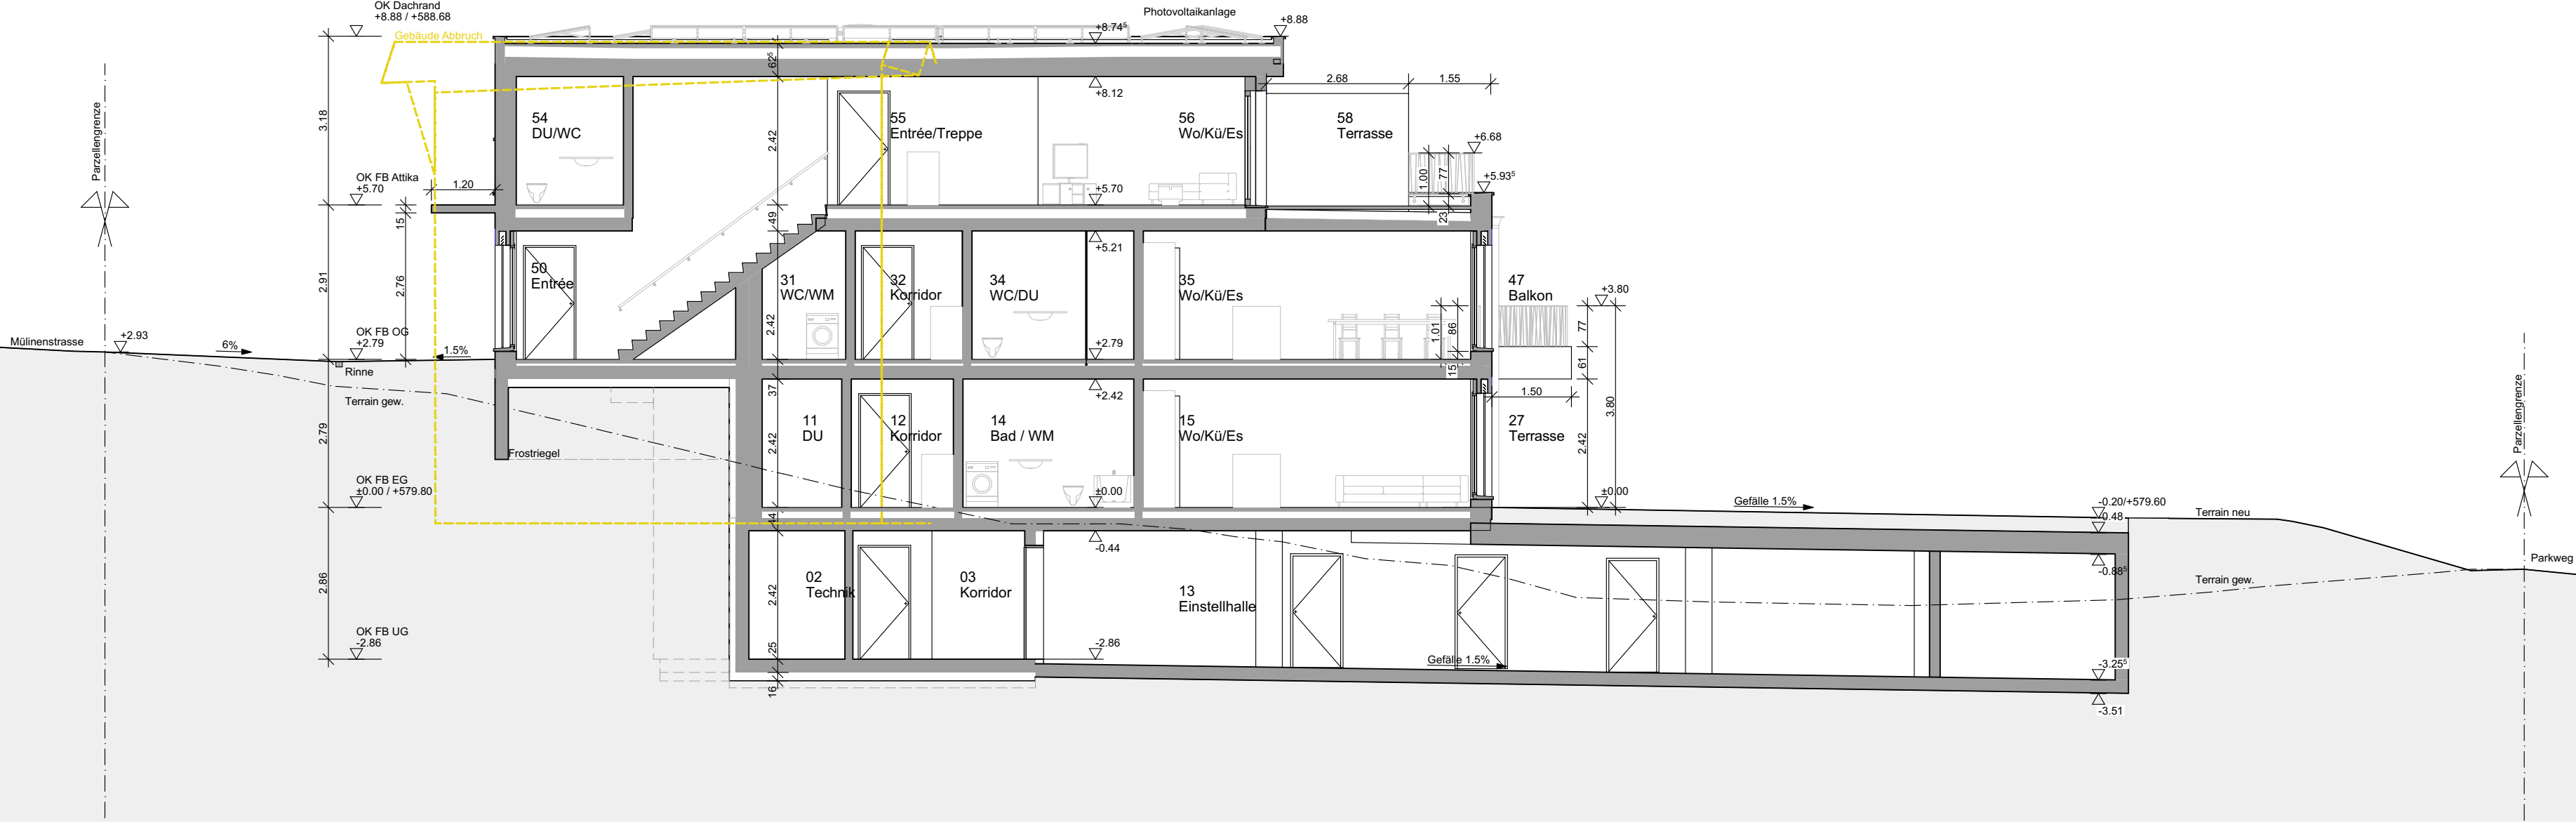 OK Dachrand
+8.88 / +588.68
Gebäude Abbruch
Photovoltaikanlage
+8.74⁵
+8.88
62⁵
2.68
1.55
+8.12
Parzellengrenze
3.18
54
DU/WC
2.42
55
Entrée/Treppe
56
Wo/Kü/Es
58
Terrasse
+6.68
OK FB Attika
+5.70
1.20
+5.70
1.00
77
+5.93⁵
15
49
23
+5.21
2.91
2.76
50
Entrée
31
WC/WM
32
Korridor
34
WC/DU
35
Wo/Kü/Es
47
Balkon
+3.80
2.42
1.01
86
77
Mülinenstrasse
+2.93
6%
OK FB OG
+2.79
1.5%
+2.79
Rinne
15
61
Terrain gew.
37
+2.42
1.50
3.80
Parzellengrenze
2.79
11
DU
12
Korridor
14
Bad / WM
15
Wo/Kü/Es
27
Terrasse
2.42
2.42
Frostriegel
OK FB EG
±0.00 / +579.80
±0.00
±0.00
Gefälle 1.5%
-0.20/+579.60
-0.48
Terrain neu
44
-0.44
Parkweg
-0.88⁵
Terrain gew.
2.86
2.42
02
Technik
03
Korridor
13
Einstellhalle
OK FB UG
-2.86
25
-2.86
Gefälle 1.5%
-3.25⁵
16
-3.51